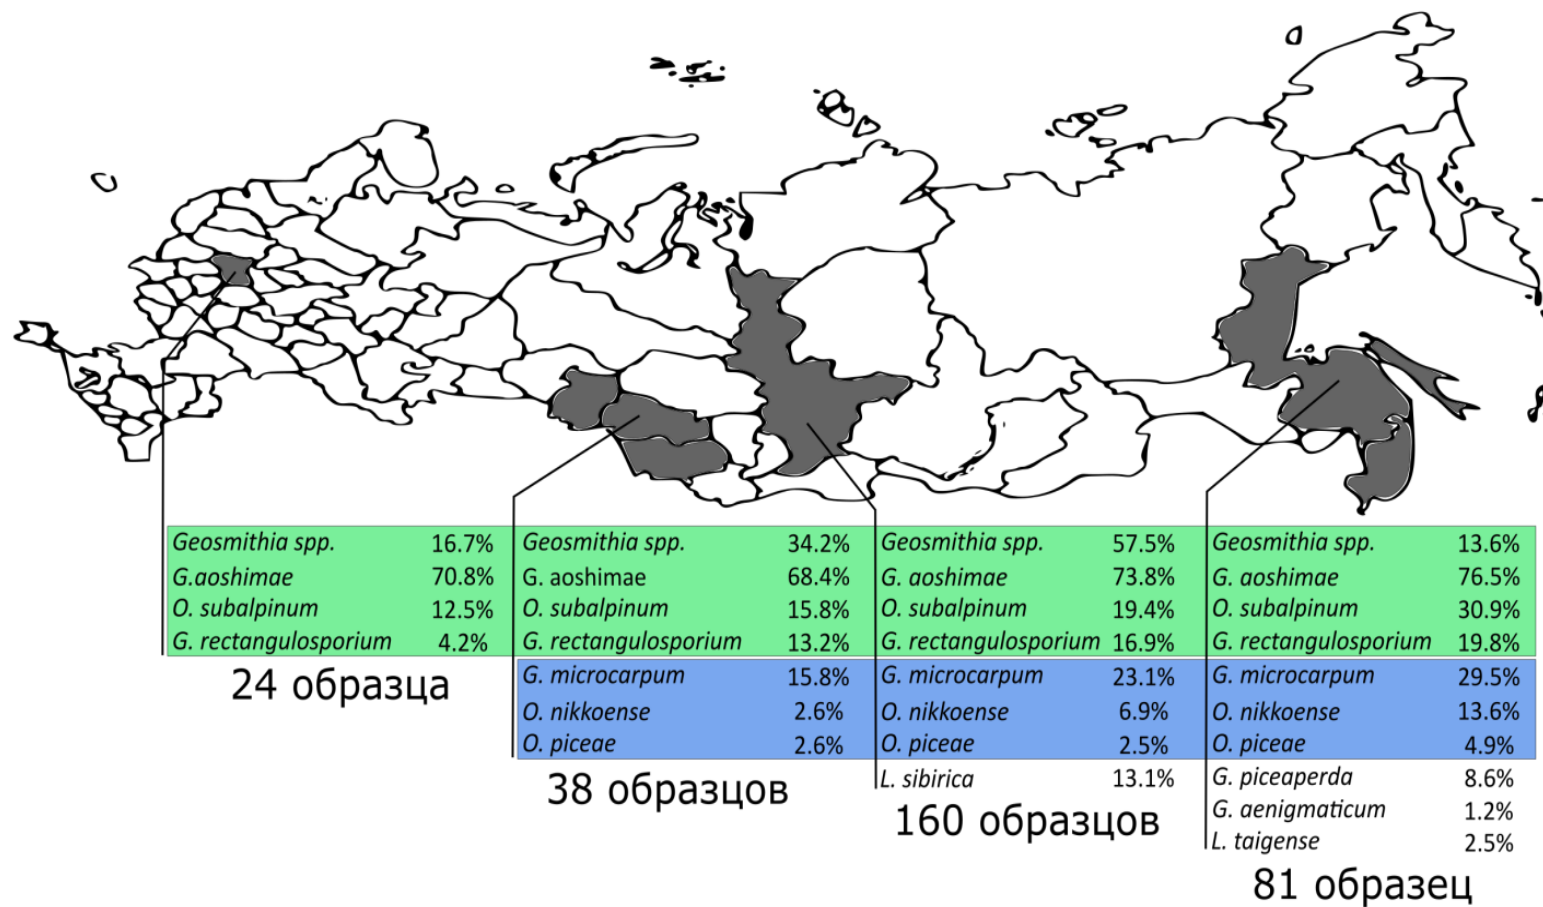 Geosmithia spp. 16.7%
G.aoshimae 70.8%
O. subalpinum 12.5%
G. rectangulosporium 4.2%
24 образца
Geosmithia spp. 34.2%
G. aoshimae 68.4%
O. subalpinum 15.8%
G. rectangulosporium 13.2%
G. microcarpum 15.8%
O. nikkoense 2.6%
O. piceae 2.6%
38 образцов
Geosmithia spp. 57.5%
G. aoshimae 73.8%
O. subalpinum 19.4%
G. rectangulosporium 16.9%
G. microcarpum 23.1%
O. nikkoense 6.9%
O. piceae 2.5%
L. sibirica 13.1%
160 образцов
Geosmithia spp. 13.6%
G. aoshimae 76.5%
O. subalpinum 30.9%
G. rectangulosporium 19.8%
G. microcarpum 29.5%
O. nikkoense 13.6%
O. piceae 4.9%
G. piceaperda 8.6%
G. aenigmaticum 1.2%
L. taigense 2.5%
81 образец